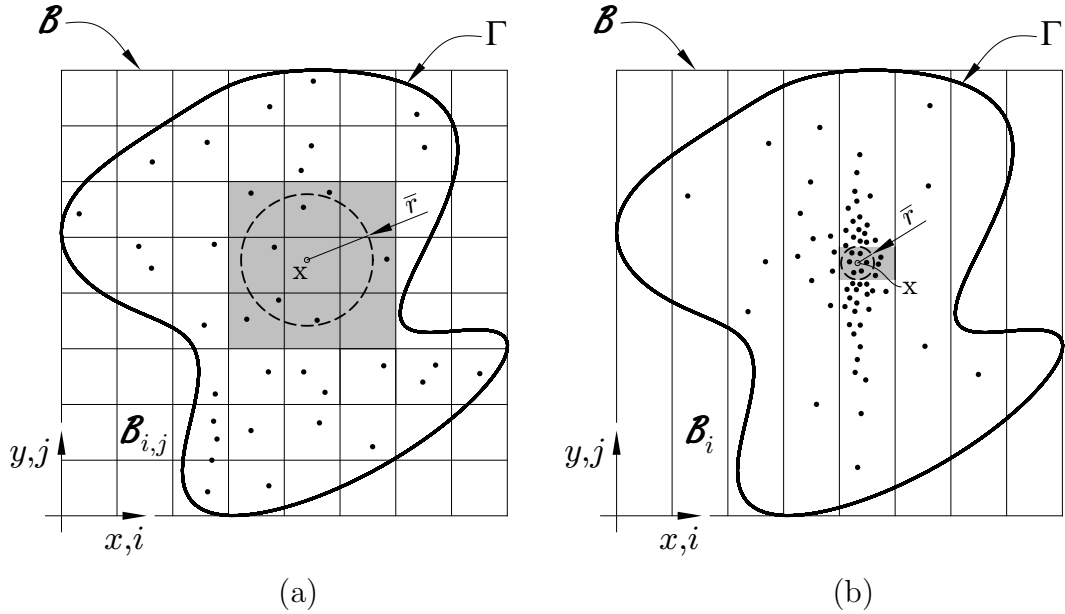 ℬ
Γ
r̅
x
ℬi,j
y,j
x,i
(a)
ℬ
Γ
r̅
x
ℬi
y,j
x,i
(b)